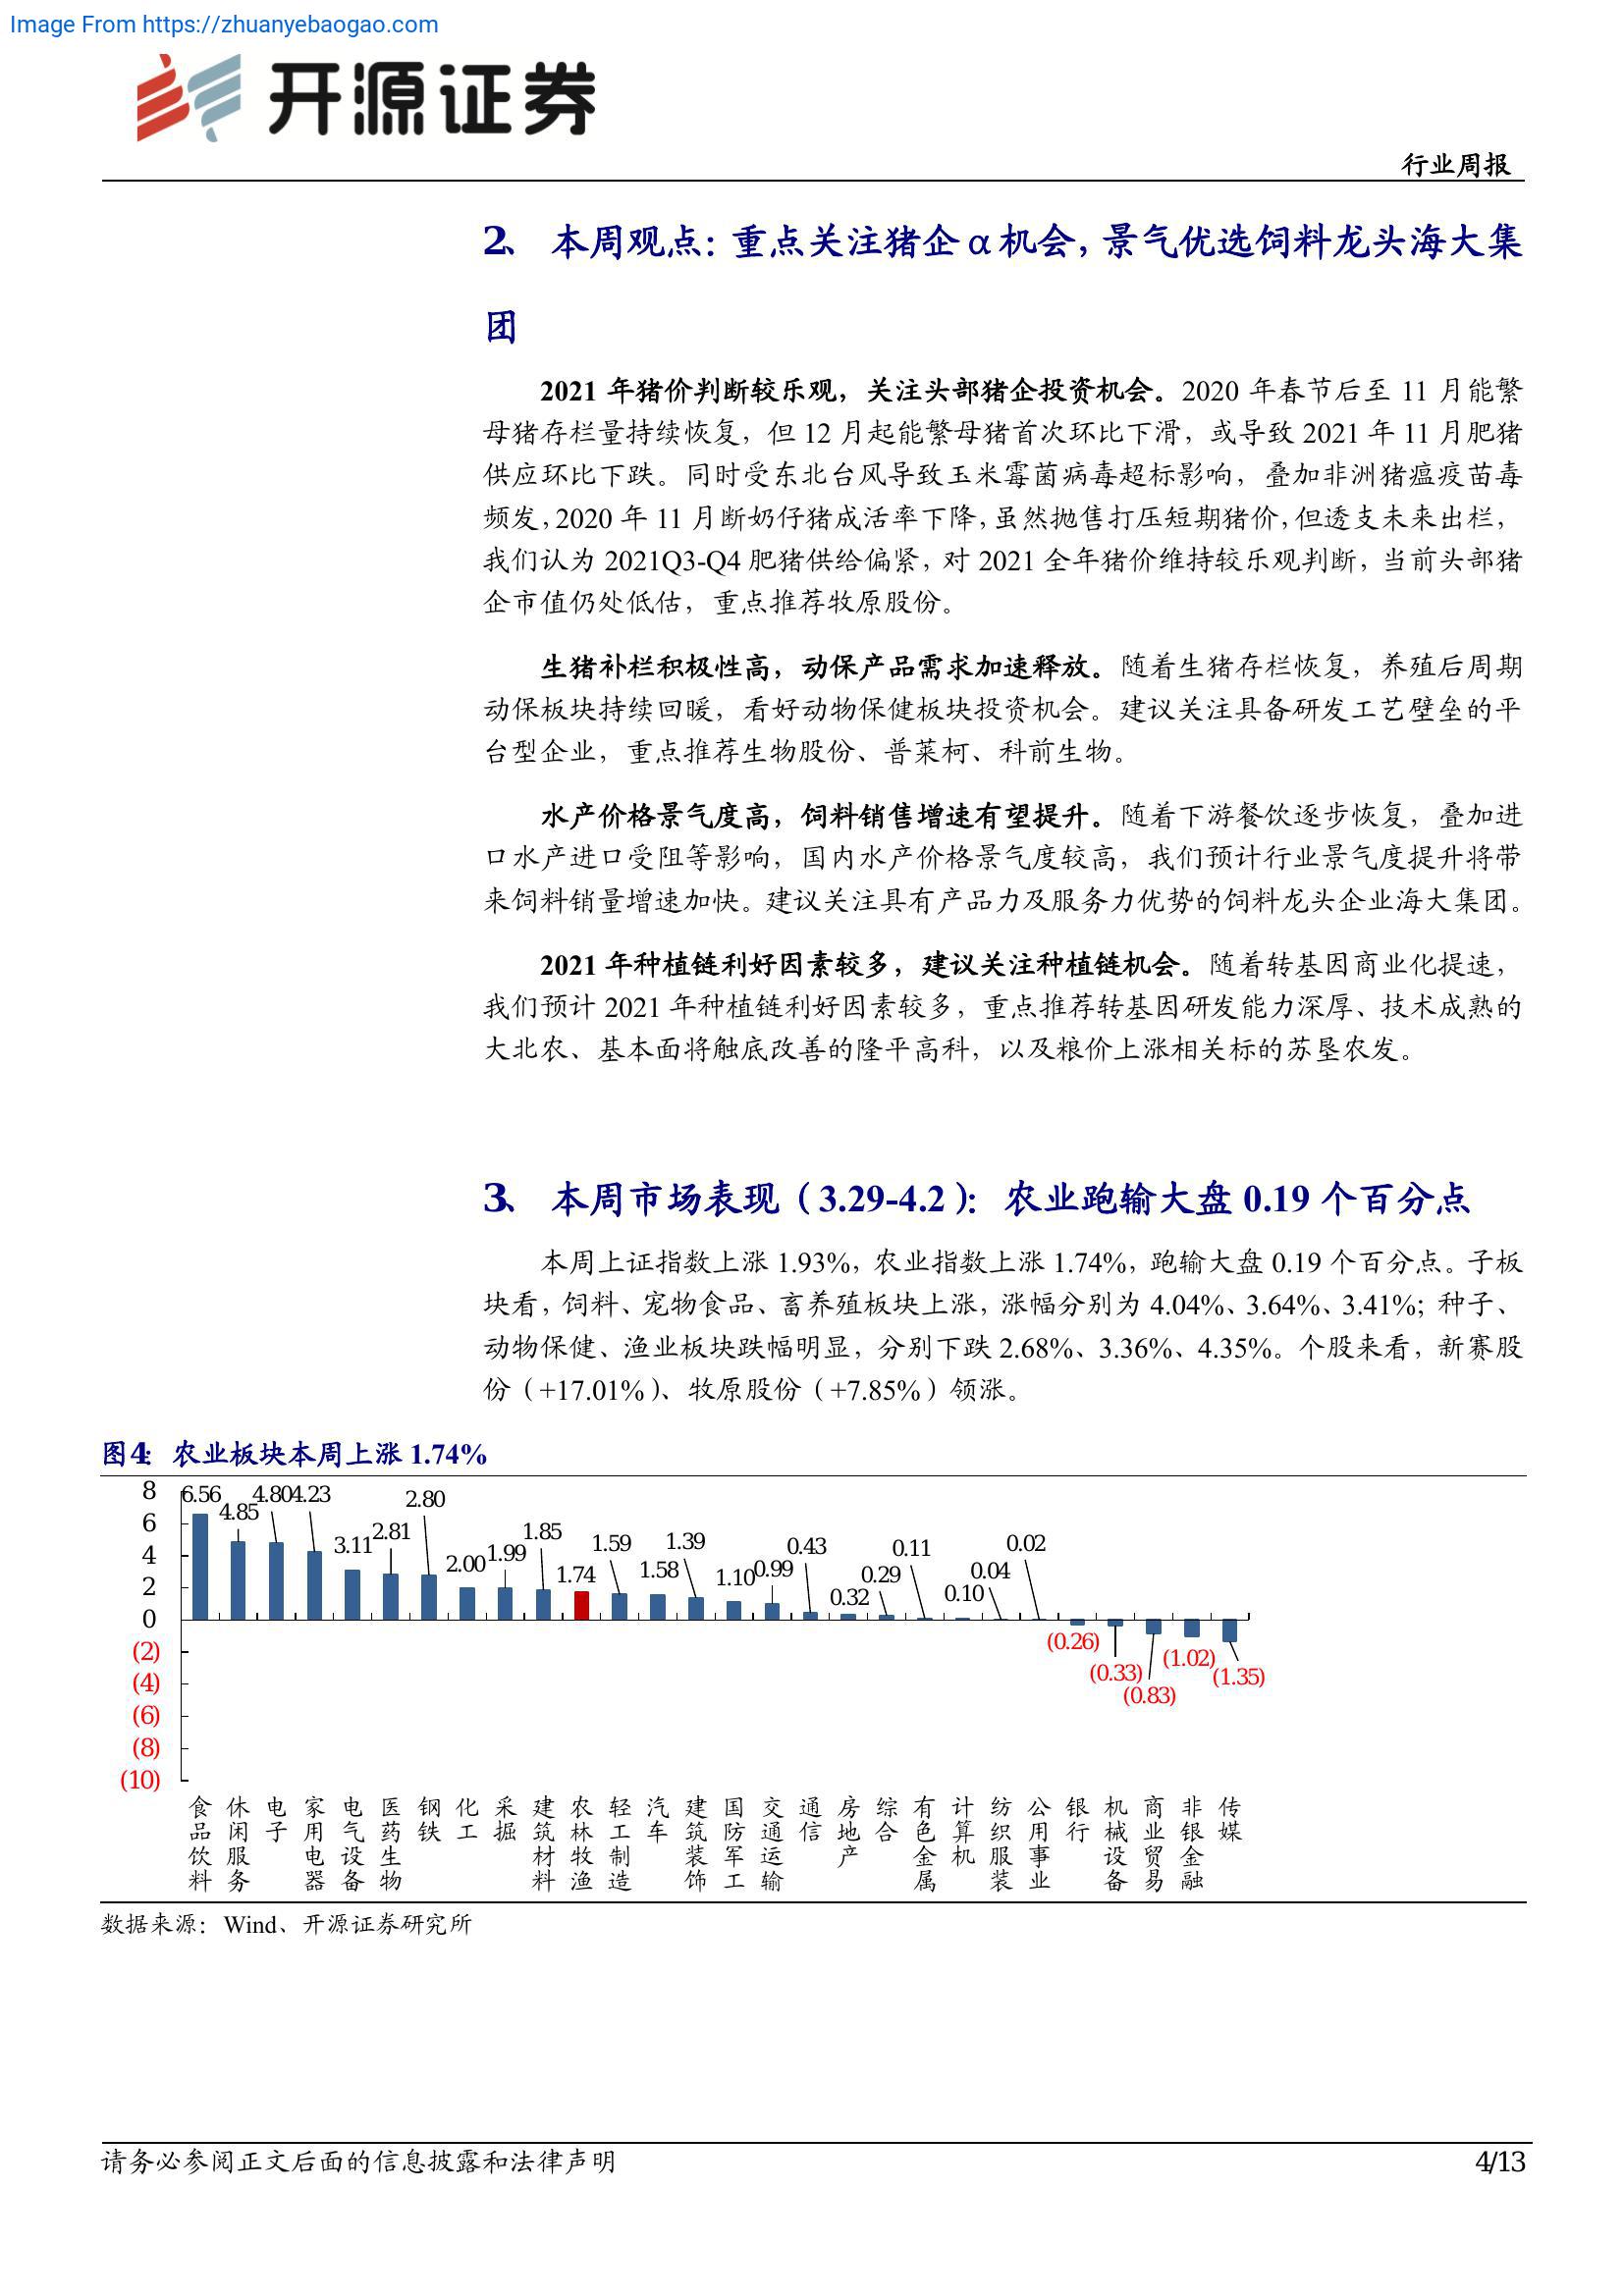 Image From https://zhuanyebaogao.com
开源证券
行业周报
2、 本周观点：重点关注猪企α机会，景气优选饲料龙头海大集
团
2021 年猪价判断较乐观，关注头部猪企投资机会。2020 年春节后至 11 月能繁
母猪存栏量持续恢复，但 12 月起能繁母猪首次环比下滑，或导致 2021 年 11 月肥猪
供应环比下跌。同时受东北台风导致玉米霉菌病毒超标影响，叠加非洲猪瘟疫苗毒
频发，2020 年 11 月断奶仔猪成活率下降，虽然抛售打压短期猪价，但透支未来出栏，
我们认为 2021Q3-Q4 肥猪供给偏紧，对 2021 全年猪价维持较乐观判断，当前头部猪
企市值仍处低估，重点推荐牧原股份。
生猪补栏积极性高，动保产品需求加速释放。随着生猪存栏恢复，养殖后周期
动保板块持续回暖，看好动物保健板块投资机会。建议关注具备研发工艺壁垒的平
台型企业，重点推荐生物股份、普莱柯、科前生物。
水产价格景气度高，饲料销售增速有望提升。随着下游餐饮逐步恢复，叠加进
口水产进口受阻等影响，国内水产价格景气度较高，我们预计行业景气度提升将带
来饲料销量增速加快。建议关注具有产品力及服务力优势的饲料龙头企业海大集团。
2021 年种植链利好因素较多，建议关注种植链机会。随着转基因商业化提速，
我们预计 2021 年种植链利好因素较多，重点推荐转基因研发能力深厚、技术成熟的
大北农、基本面将触底改善的隆平高科，以及粮价上涨相关标的苏垦农发。
3、 本周市场表现（3.29-4.2）：农业跑输大盘 0.19 个百分点
本周上证指数上涨 1.93%，农业指数上涨 1.74%，跑输大盘 0.19 个百分点。子板
块看，饲料、宠物食品、畜养殖板块上涨，涨幅分别为 4.04%、3.64%、3.41%；种子、
动物保健、渔业板块跌幅明显，分别下跌 2.68%、3.36%、4.35%。个股来看，新赛股
份（+17.01%）、牧原股份（+7.85%）领涨。
图4： 农业板块本周上涨 1.74%
8
6
4
2
0
(2)
(4)
(6)
(8)
(10)
6.56
4.85
4.80
4.23
3.11
2.81
2.80
2.00
1.99
1.85
1.74
1.59
1.58
1.39
1.10
0.99
0.43
0.32
0.29
0.11
0.10
0.04
0.02
(0.26)
(0.33)
(0.83)
(1.02)
(1.35)
食品饮料
休闲服务
电子
家用电器
电气设备
医药生物
钢铁
化工
采掘
建筑材料
农林牧渔
轻工制造
汽车
建筑装饰
国防军工
交通运输
通信
房地产
综合
有色金属
计算机
纺织服装
公用事业
银行
机械设备
商业贸易
非银金融
传媒
数据来源：Wind、开源证券研究所
请务必参阅正文后面的信息披露和法律声明
4/13